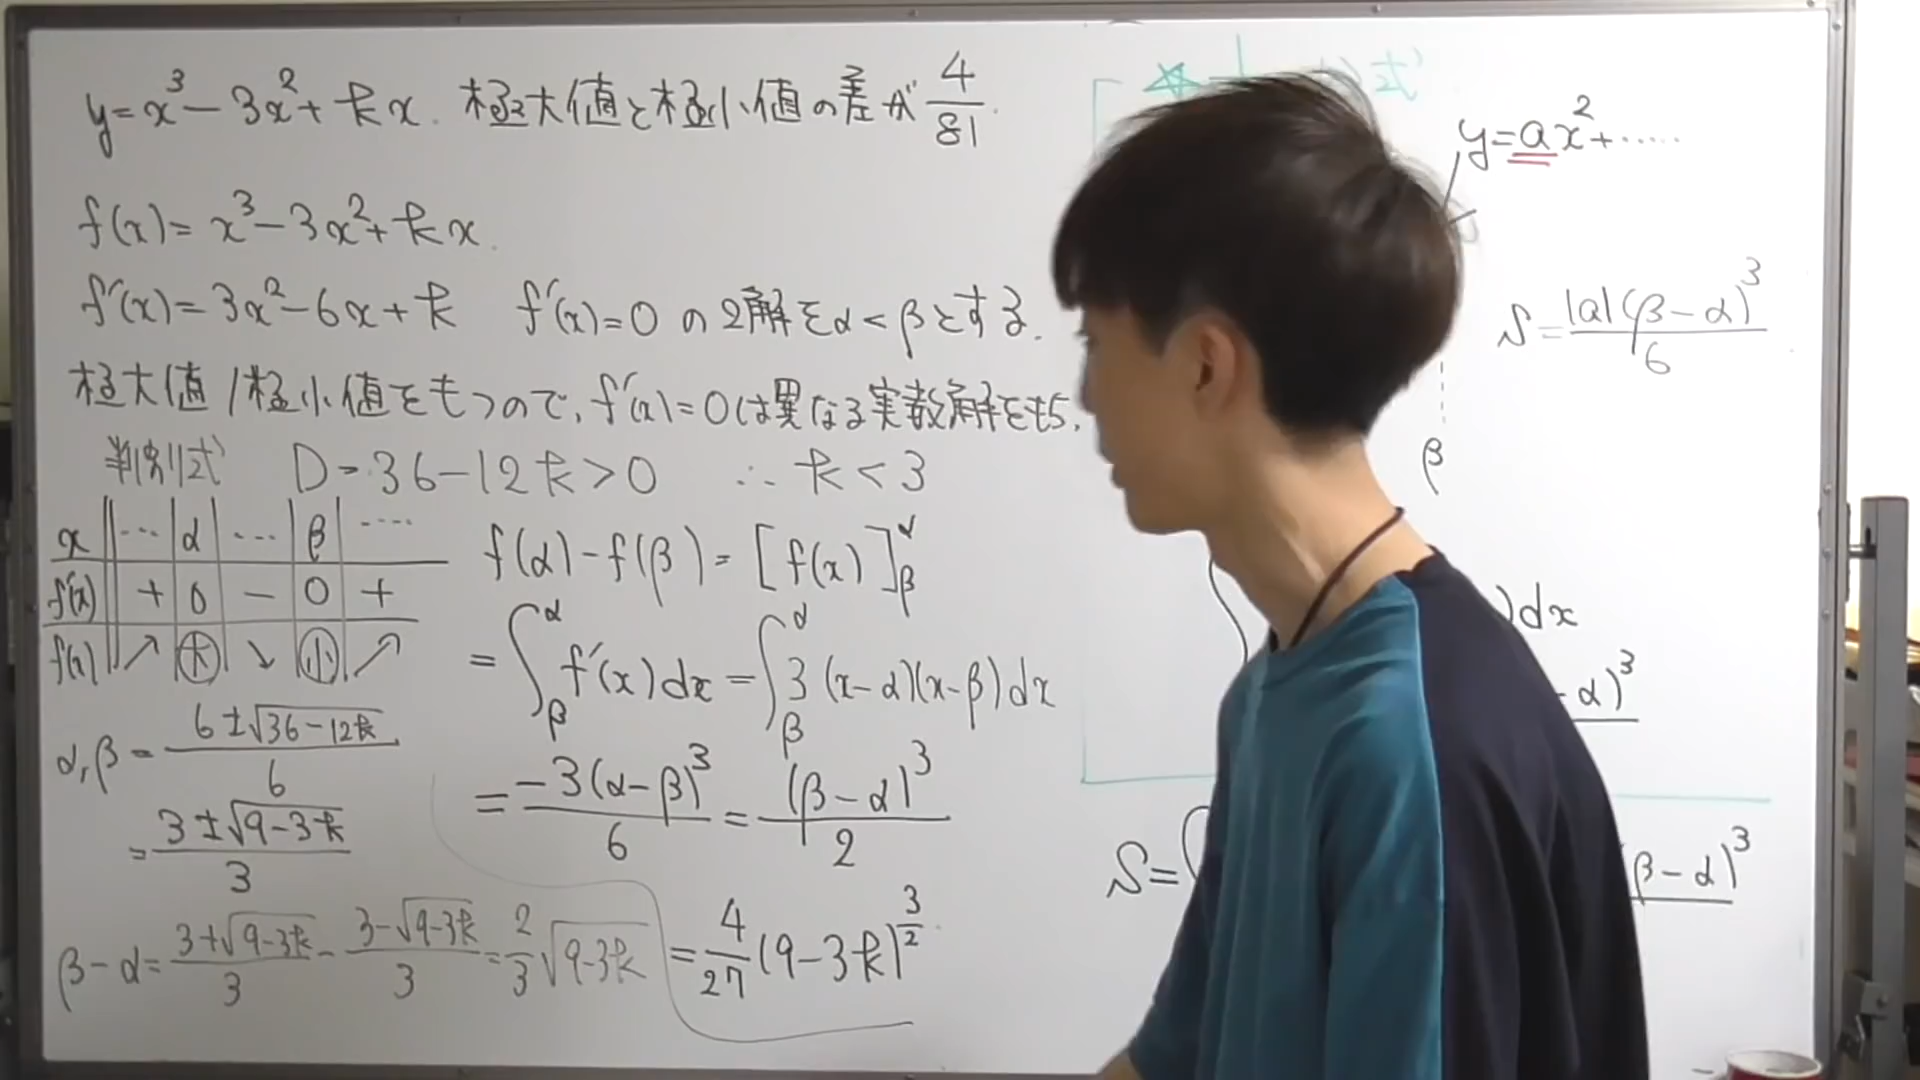 y=x³-3x²+kx. 極大値と極小値の差が 4/81.
f(x)=x³-3x²+kx.
f'(x)=3x²-6x+k f'(x)=0の2解をα<βとする.
極大値/極小値をもつので, f'(x)=0は異なる実数解をもち,
判別式 D=36-12k>0 ∴k<3
x … α … β ….
f'(x) + 0 - 0 +
f(x) ↗ 大 ↘ 小 ↗
α,β=(6±√(36-12k))/6
=(3±√(9-3k))/3
β-α=(3+√(9-3k))/3-(3-√(9-3k))/3=2/3√(9-3k)
f(α)-f(β)=[f(x)]_β^α
=∫_β^α f'(x)dx=∫_β^α 3(x-α)(x-β)dx
=-3(α-β)³/6=(β-α)³/2
=4/27(9-3k)^(3/2)
式
y=ax²+……
S=|a|(β-α)³/6
β
)dx
-α)³
S=
(β-α)³